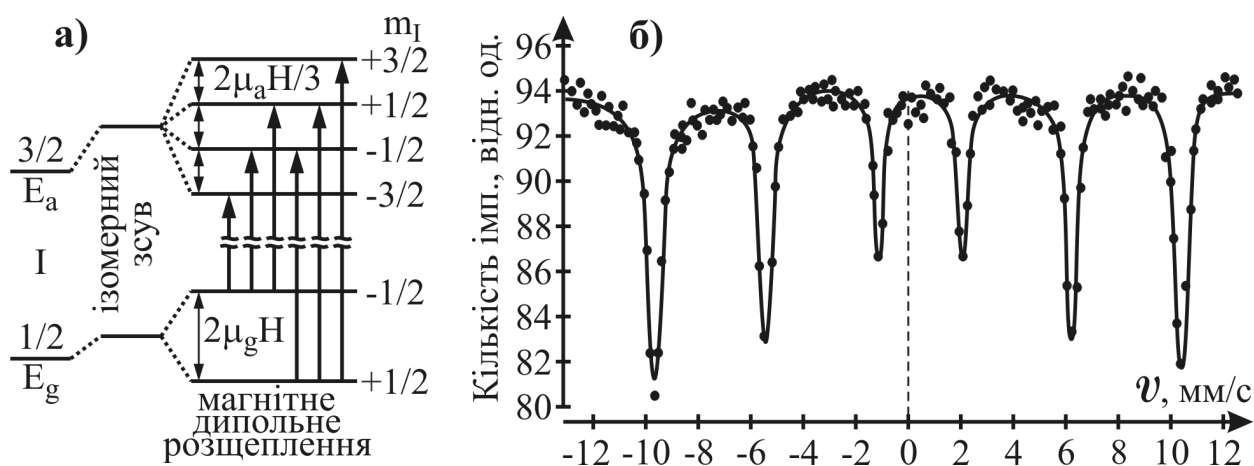 а)
m_I
+3/2
2μ_aH/3
+1/2
3/2
-1/2
E_a
-3/2
ізомерний
зсув
I
-1/2
1/2
2μ_gH
E_g
+1/2
магнітне
дипольне
розщеплення
б)
Кількість імп., відн. од.
96
94
92
90
88
86
84
82
80
υ, мм/с
-12 -10 -8 -6 -4 -2 0 2 4 6 8 10 12